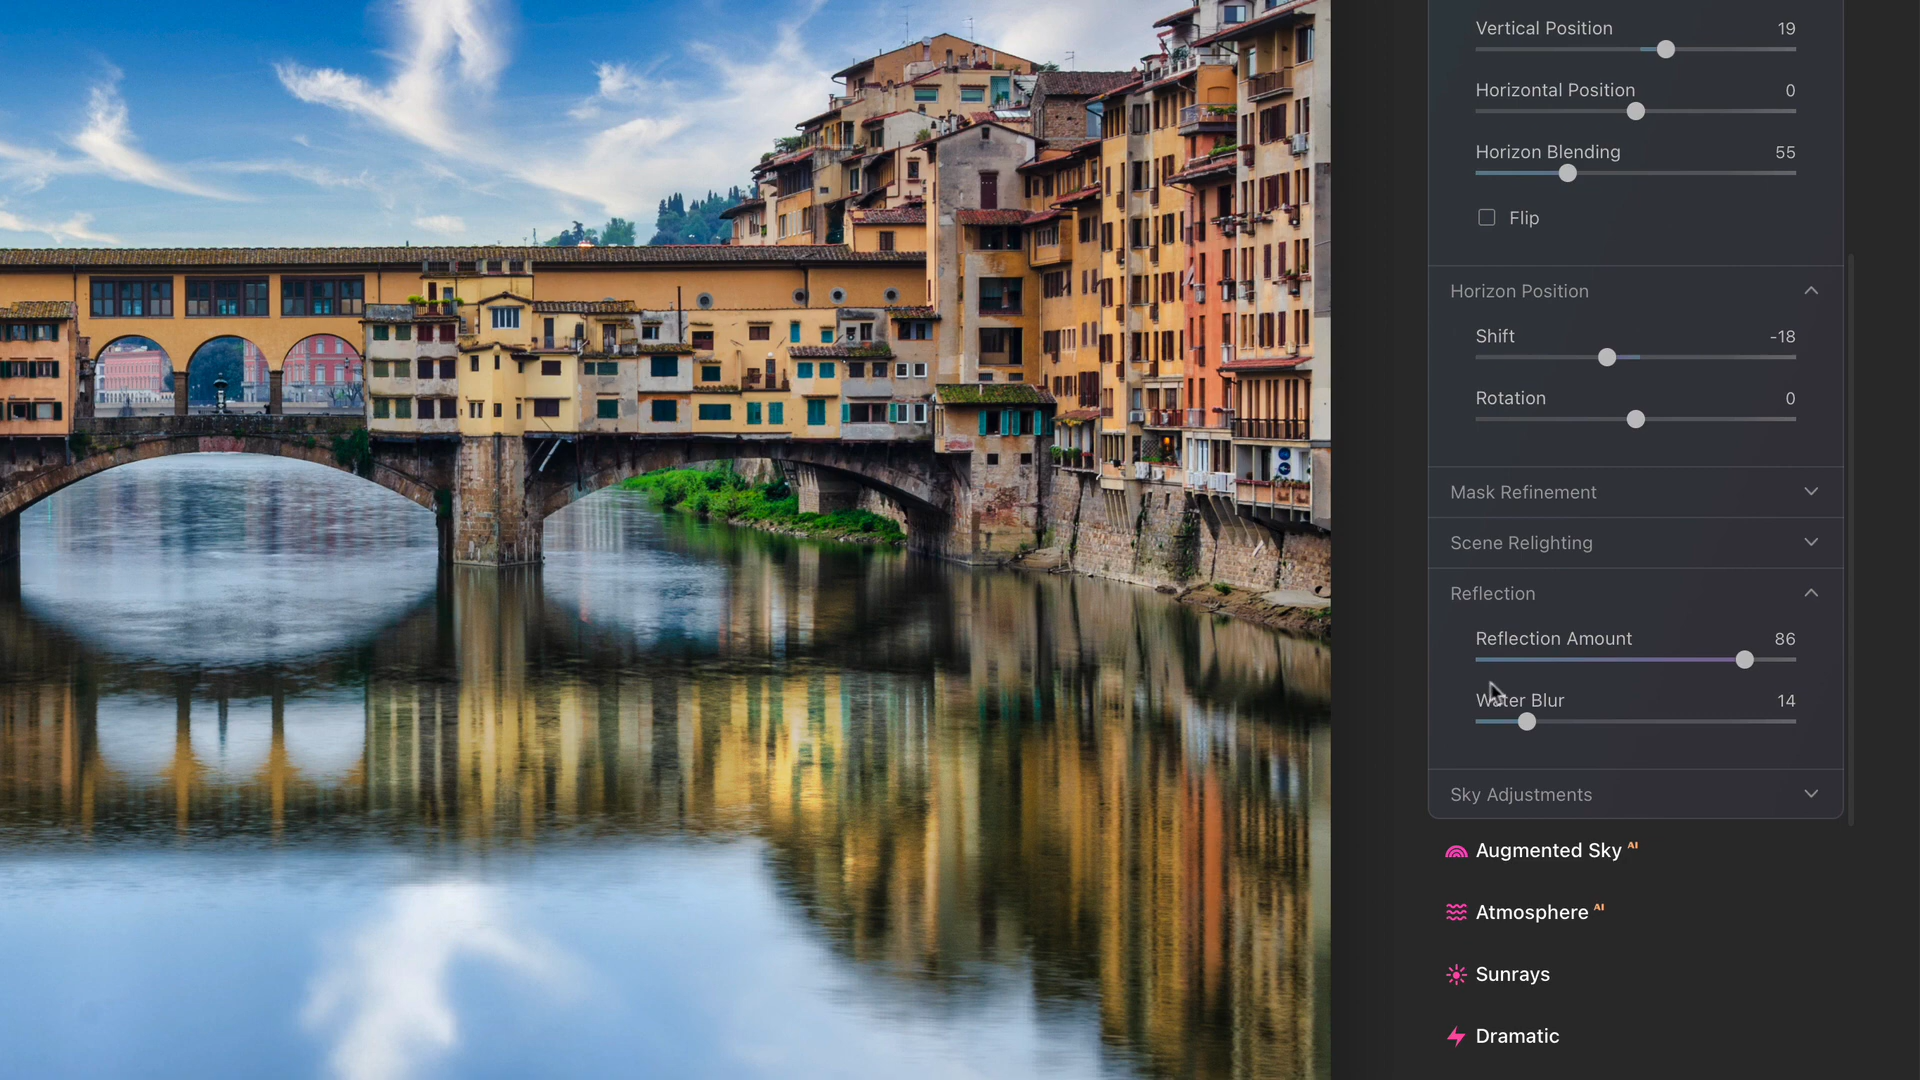 Vertical Position 19
Horizontal Position 0
Horizon Blending 55
Flip
Horizon Position
Shift -18
Rotation 0
Mask Refinement
Scene Relighting
Reflection
Reflection Amount 86
Water Blur 14
Sky Adjustments
Augmented Sky AI
Atmosphere AI
Sunrays
Dramatic